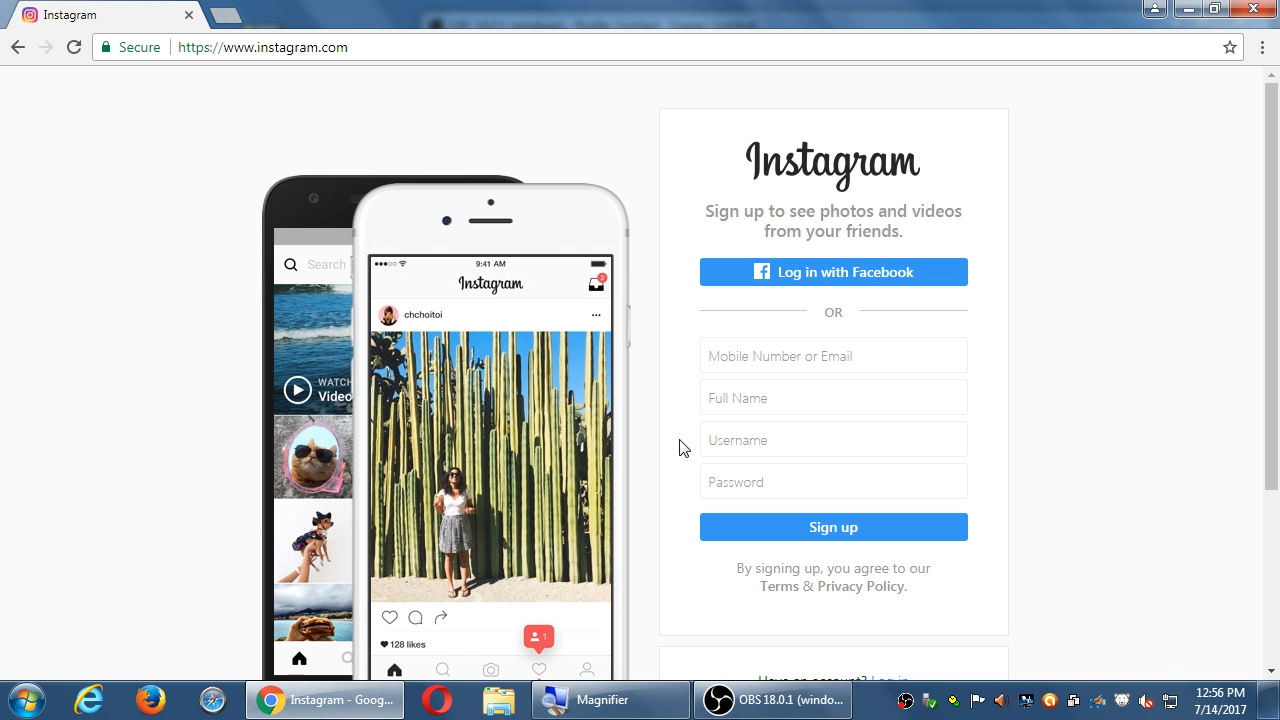 Instagram
Secure
https://www.instagram.com
Instagram
Sign up to see photos and videos
from your friends.
Log in with Facebook
OR
Mobile Number or Email
Full Name
Username
Password
Sign up
By signing up, you agree to our
Terms & Privacy Policy.
Search
WATCH
Video
9:41 AM
Instagram
chchoitoi
128 likes
1
Instagram - Goog...
Magnifier
OBS 18.0.1 (windo...
12:56 PM
7/14/2017